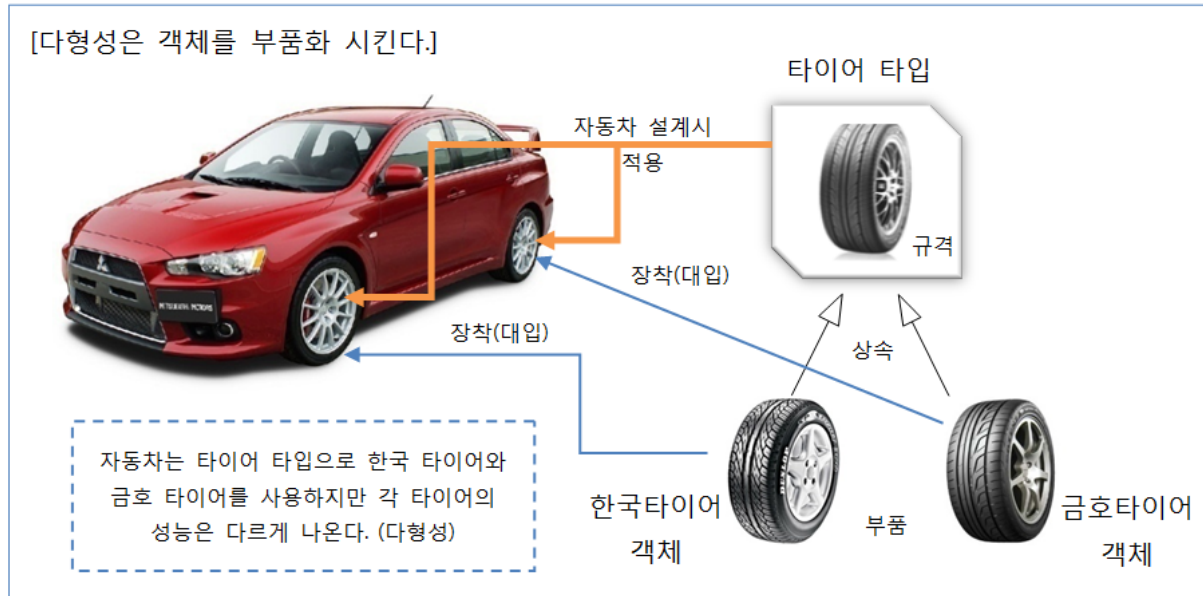 [다형성은 객체를 부품화 시킨다.]
타이어 타입
자동차 설계시
적용
규격
장착(대입)
장착(대입)
상속
자동차는 타이어 타입으로 한국 타이어와
금호 타이어를 사용하지만 각 타이어의
성능은 다르게 나온다. (다형성)
한국타이어
객체
부품
금호타이어
객체